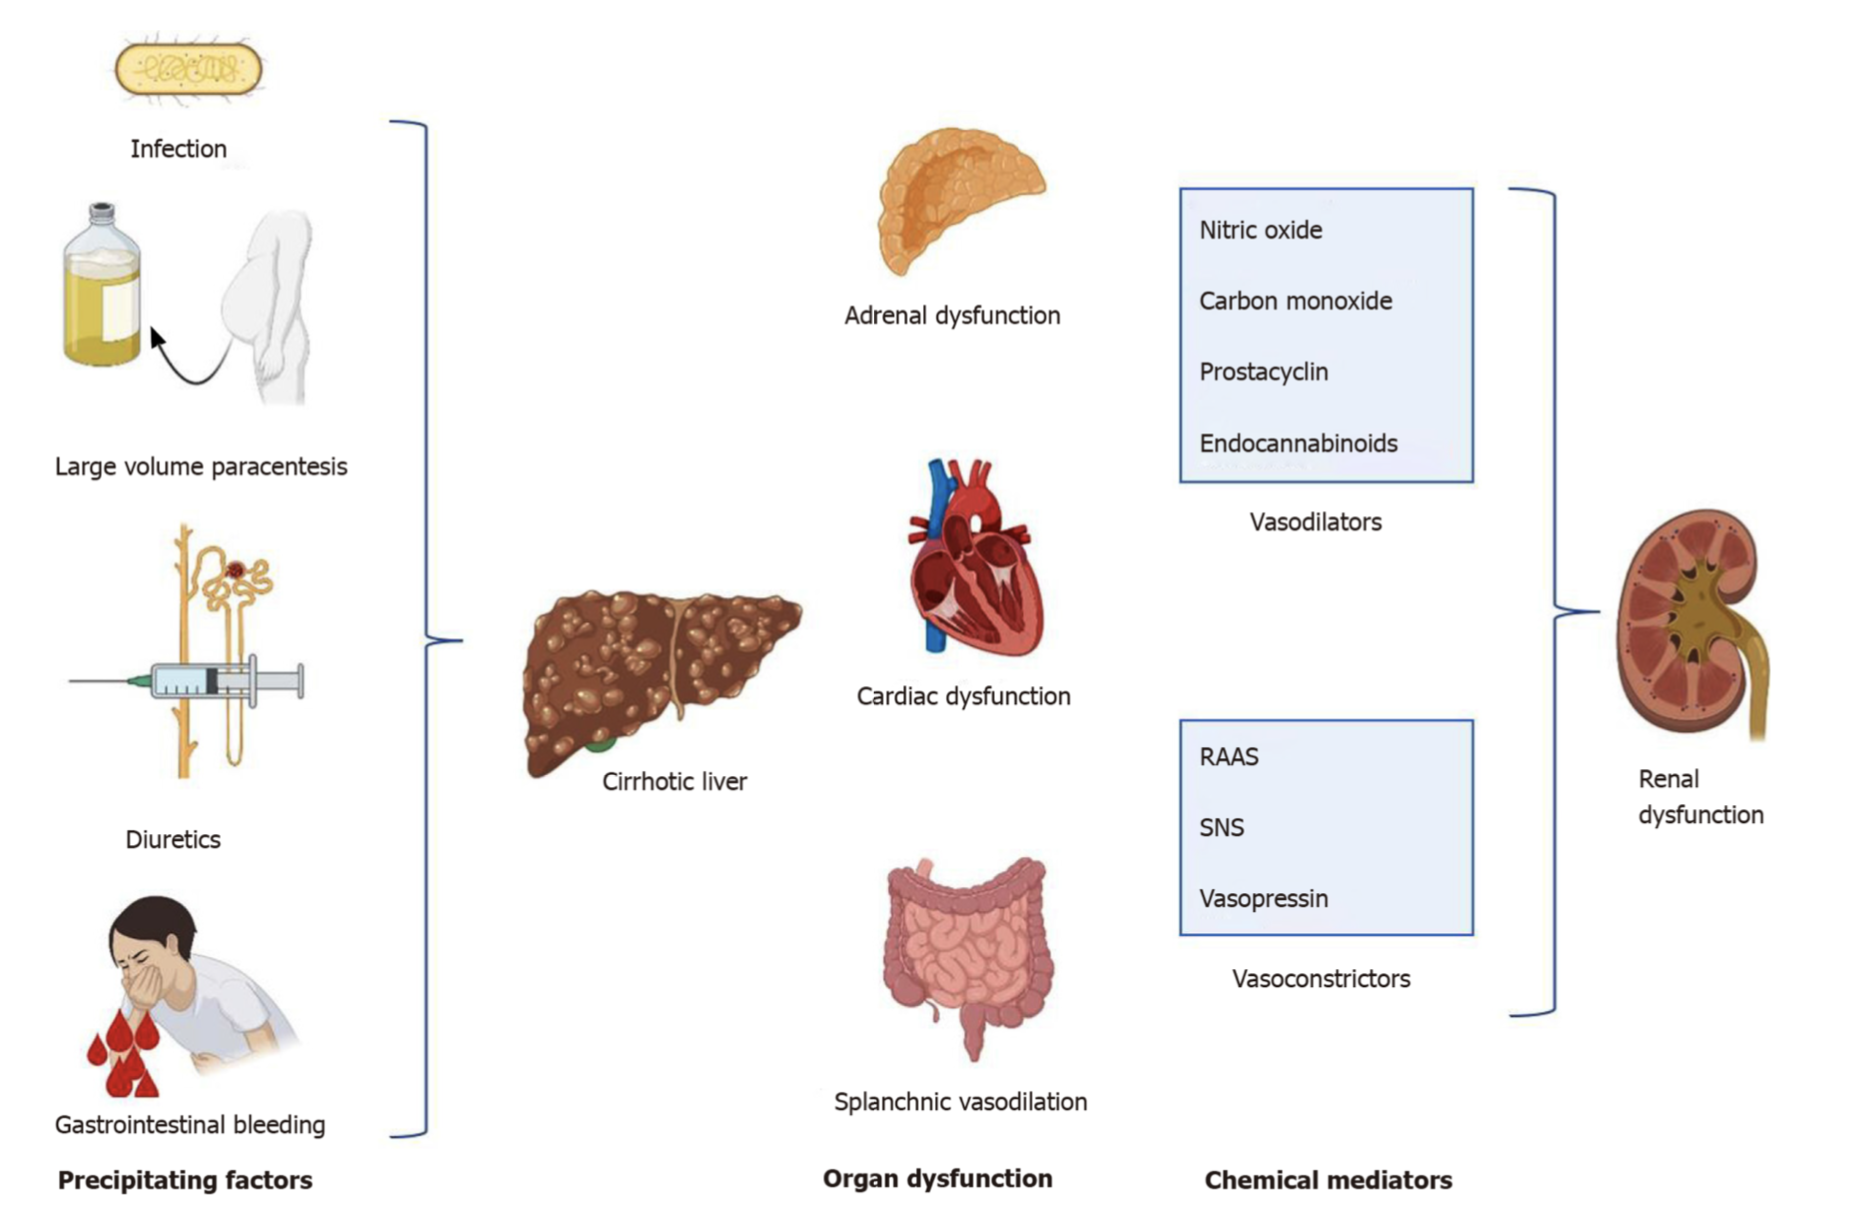 Infection
Large volume paracentesis
Diuretics
Gastrointestinal bleeding
Precipitating factors
Cirrhotic liver
Adrenal dysfunction
Cardiac dysfunction
Splanchnic vasodilation
Organ dysfunction
Nitric oxide
Carbon monoxide
Prostacyclin
Endocannabinoids
Vasodilators
RAAS
SNS
Vasopressin
Vasoconstrictors
Chemical mediators
Renal
dysfunction